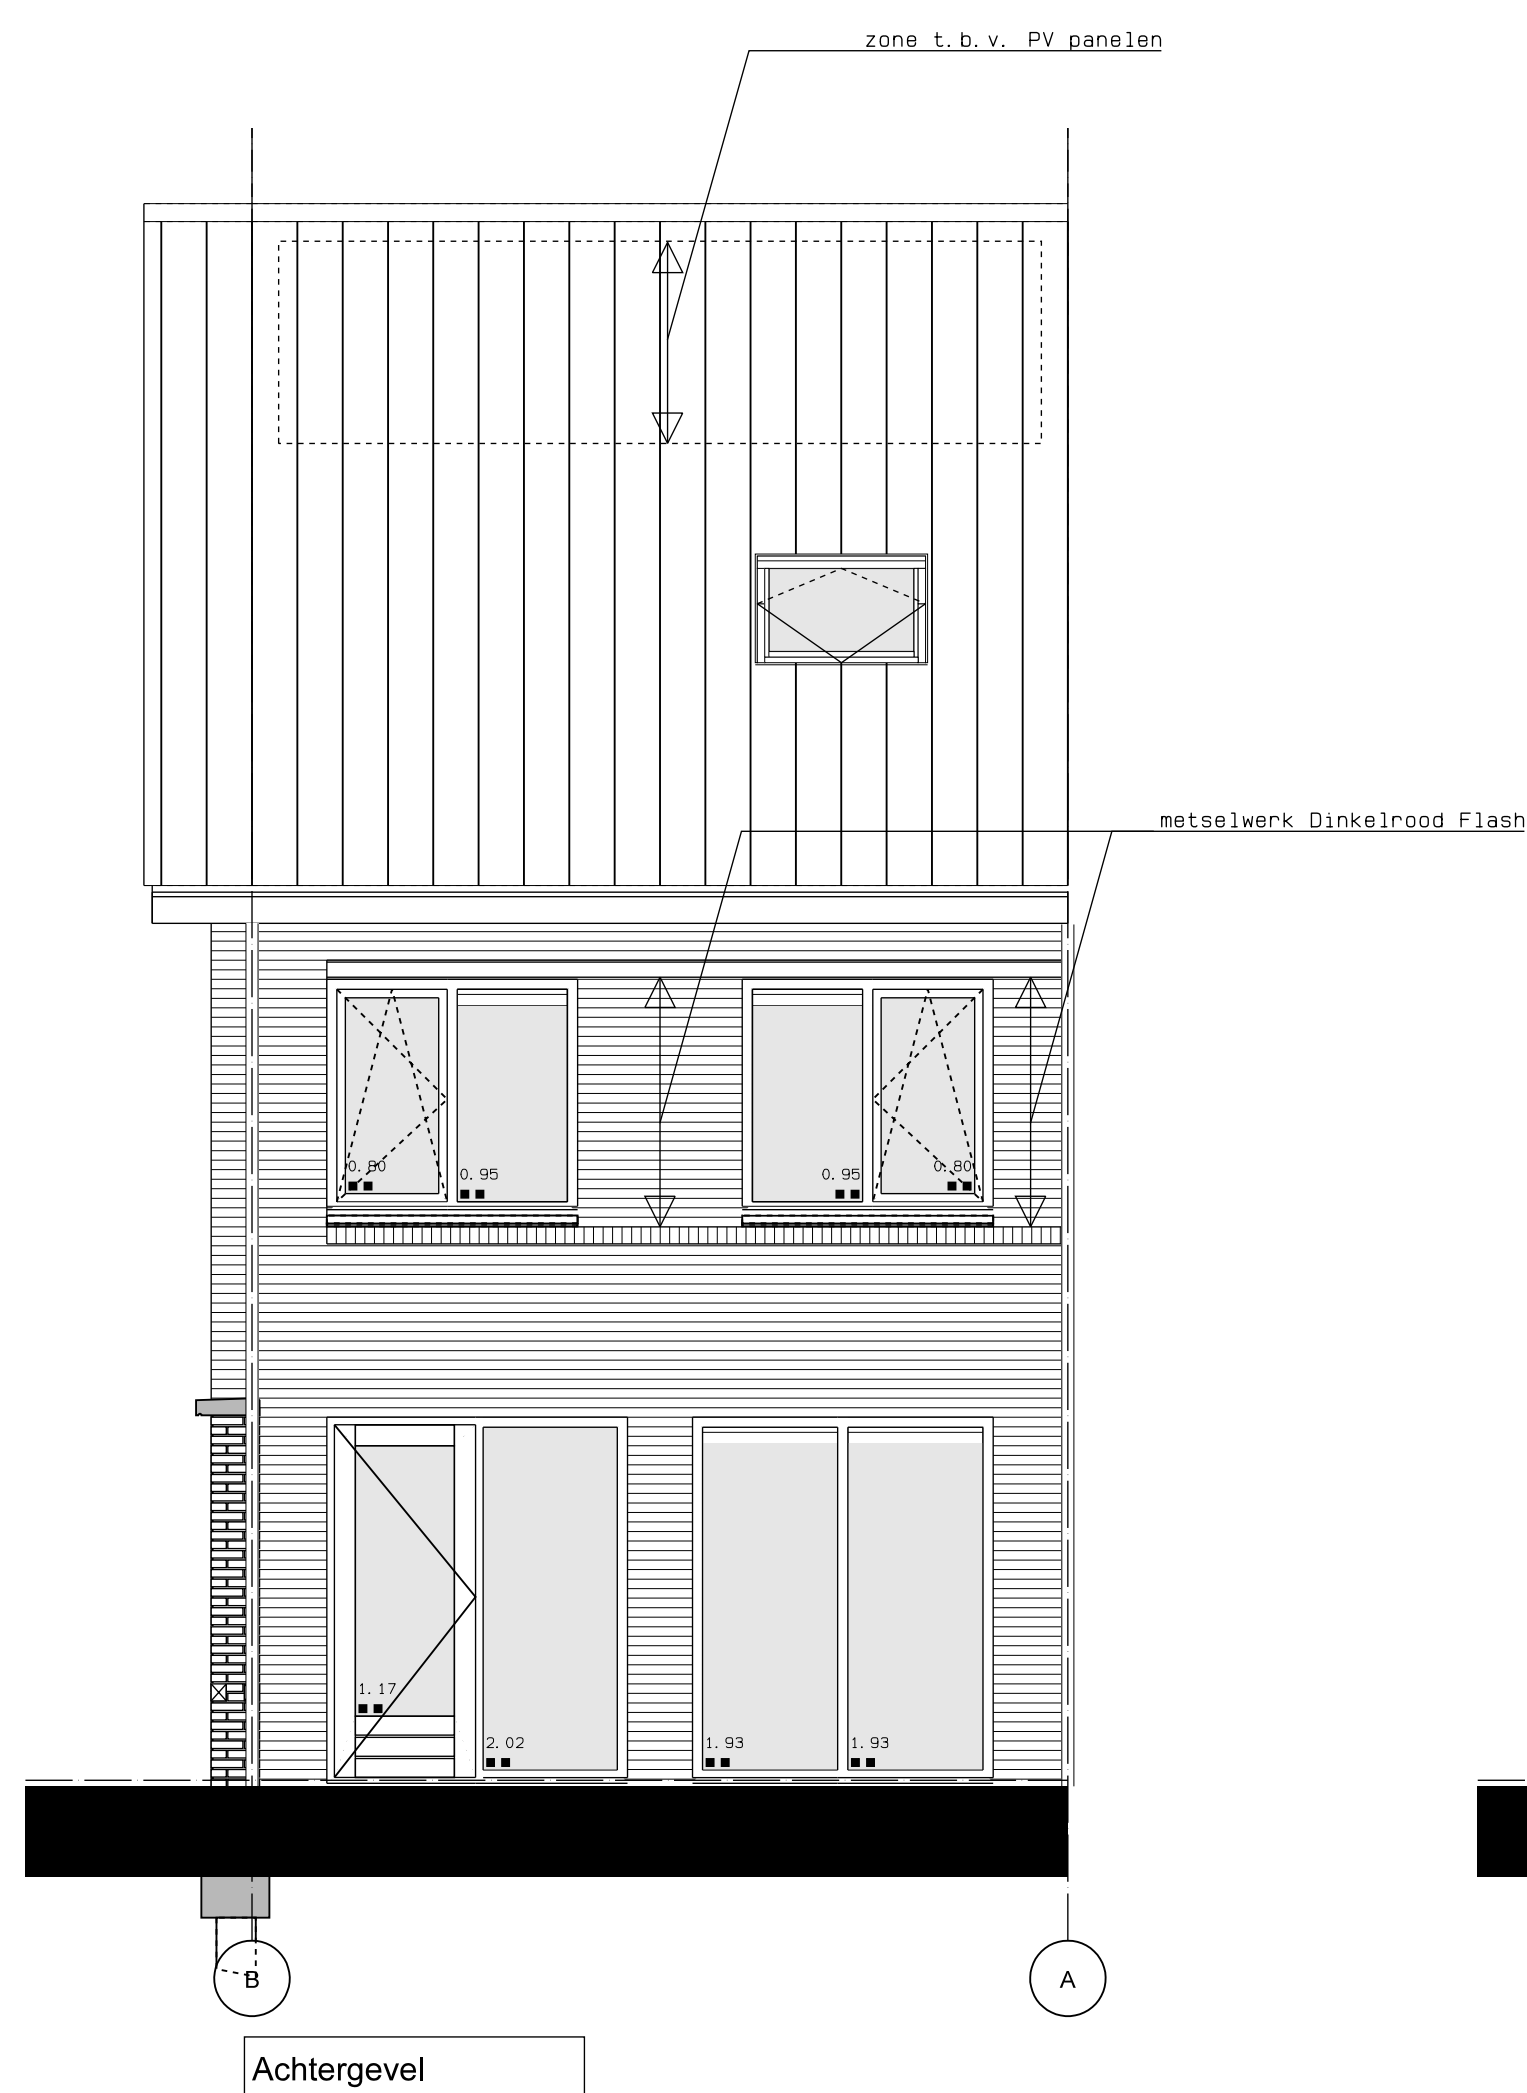 zone t.b.v. PV panelen
metselwerk Dinkelrood Flash
0.80
0.95
0.95
0.80
1.17
2.02
1.93
1.93
B
A
Achtergevel